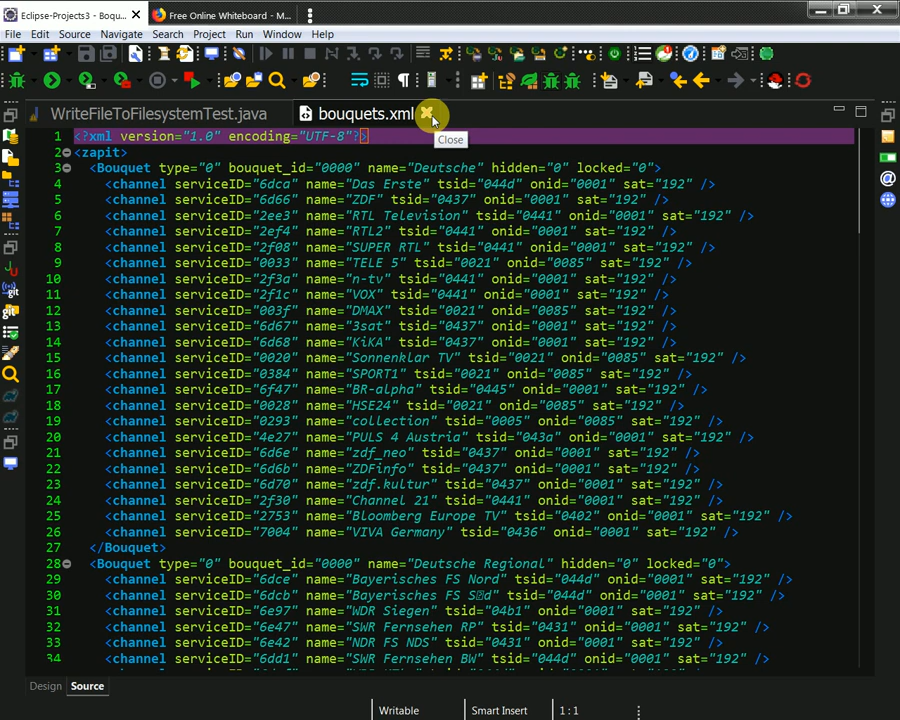 Eclipse-Projects3 - Boqu...
Free Online Whiteboard - M...
File Edit Source Navigate Search Project Run Window Help
WriteFileToFilesystemTest.java
bouquets.xml
Close
1 <?xml version="1.0" encoding="UTF-8"?>
2 <zapit>
3 <Bouquet type="0" bouquet_id="0000" name="Deutsche" hidden="0" locked="0">
4 <channel serviceID="6dca" name="Das Erste" tsid="044d" onid="0001" sat="192" />
5 <channel serviceID="6d66" name="ZDF" tsid="0437" onid="0001" sat="192" />
6 <channel serviceID="2ee3" name="RTL Television" tsid="0441" onid="0001" sat="192" />
7 <channel serviceID="2ef4" name="RTL2" tsid="0441" onid="0001" sat="192" />
8 <channel serviceID="2f08" name="SUPER RTL" tsid="0441" onid="0001" sat="192" />
9 <channel serviceID="0033" name="TELE 5" tsid="0021" onid="0085" sat="192" />
10 <channel serviceID="2f3a" name="n-tv" tsid="0441" onid="0001" sat="192" />
11 <channel serviceID="2f1c" name="VOX" tsid="0441" onid="0001" sat="192" />
12 <channel serviceID="003f" name="DMAX" tsid="0021" onid="0085" sat="192" />
13 <channel serviceID="6d67" name="3sat" tsid="0437" onid="0001" sat="192" />
14 <channel serviceID="6d68" name="KiKA" tsid="0437" onid="0001" sat="192" />
15 <channel serviceID="0020" name="Sonnenklar TV" tsid="0021" onid="0085" sat="192" />
16 <channel serviceID="0384" name="SPORT1" tsid="0021" onid="0085" sat="192" />
17 <channel serviceID="6f47" name="BR-alpha" tsid="0445" onid="0001" sat="192" />
18 <channel serviceID="0028" name="HSE24" tsid="0021" onid="0085" sat="192" />
19 <channel serviceID="0293" name="collection" tsid="0005" onid="0085" sat="192" />
20 <channel serviceID="4e27" name="PULS 4 Austria" tsid="043a" onid="0001" sat="192" />
21 <channel serviceID="6d6e" name="zdf_neo" tsid="0437" onid="0001" sat="192" />
22 <channel serviceID="6d6b" name="ZDFinfo" tsid="0437" onid="0001" sat="192" />
23 <channel serviceID="6d70" name="zdf.kultur" tsid="0437" onid="0001" sat="192" />
24 <channel serviceID="2f30" name="Channel 21" tsid="0441" onid="0001" sat="192" />
25 <channel serviceID="2753" name="Bloomberg Europe TV" tsid="0402" onid="0001" sat="192" />
26 <channel serviceID="7004" name="VIVA Germany" tsid="0436" onid="0001" sat="192" />
27 </Bouquet>
28 <Bouquet type="0" bouquet_id="0000" name="Deutsche Regional" hidden="0" locked="0">
29 <channel serviceID="6dce" name="Bayerisches FS Nord" tsid="044d" onid="0001" sat="192" />
30 <channel serviceID="6dcb" name="Bayerisches FS S�d" tsid="044d" onid="0001" sat="192" />
31 <channel serviceID="6e97" name="WDR Siegen" tsid="04b1" onid="0001" sat="192" />
32 <channel serviceID="6e47" name="SWR Fernsehen RP" tsid="0431" onid="0001" sat="192" />
33 <channel serviceID="6e42" name="NDR FS NDS" tsid="0431" onid="0001" sat="192" />
34 <channel serviceID="6dd1" name="SWR Fernsehen BW" tsid="044d" onid="0001" sat="192" />
Design Source
Writable Smart Insert 1 : 1